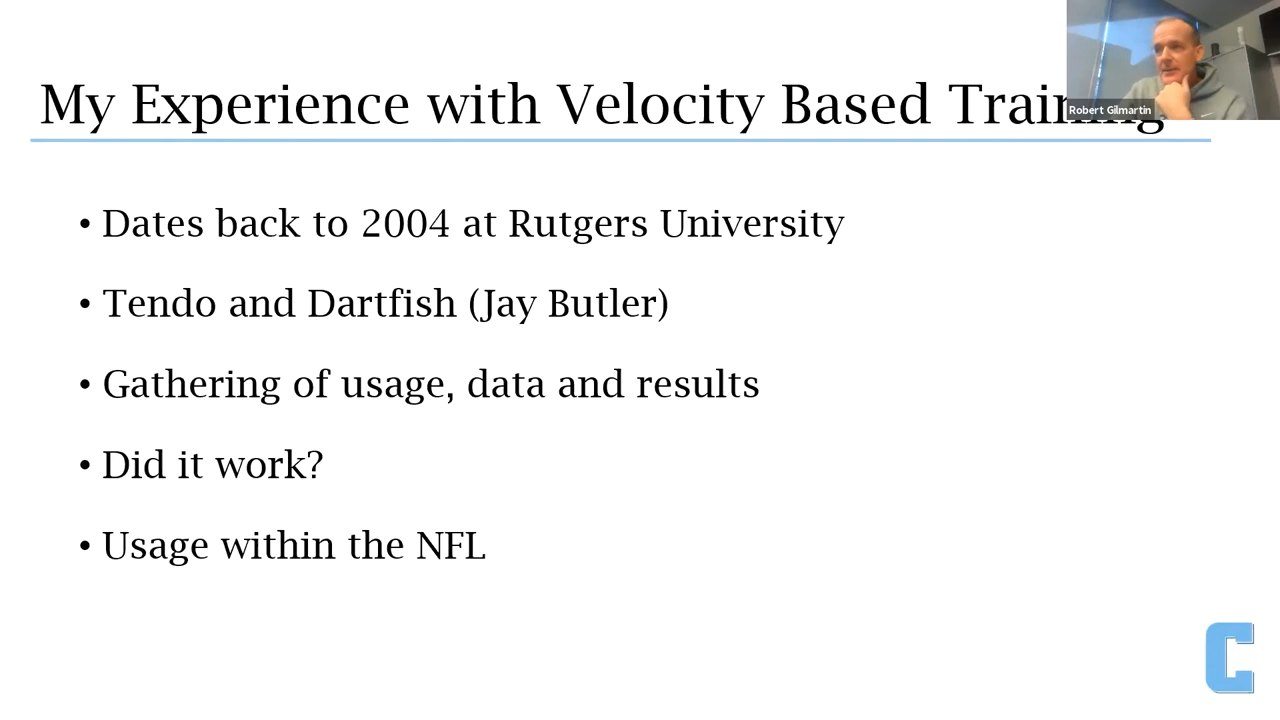 My Experience with Velocity Based Training
Robert Gilmartin
• Dates back to 2004 at Rutgers University
• Tendo and Dartfish (Jay Butler)
• Gathering of usage, data and results
• Did it work?
• Usage within the NFL
C